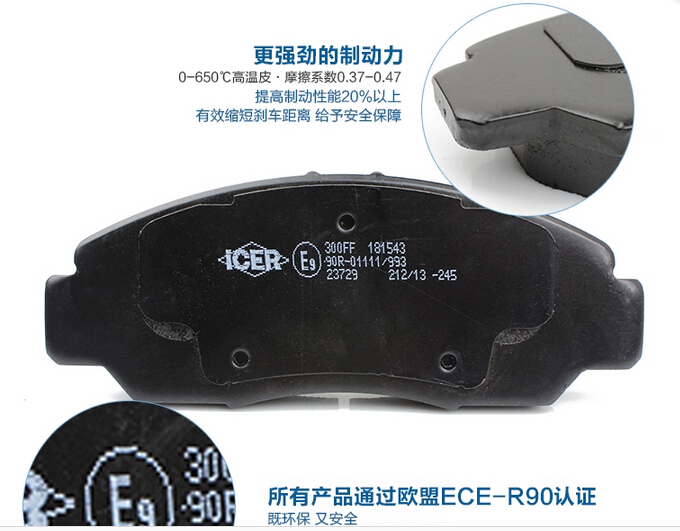 更强劲的制动力
0-650℃高温皮·摩擦系数0.37-0.47
提高制动性能20%以上
有效缩短刹车距离 给予安全保障
ICER E9 300FF 181543
90R-01111/993
23729 212/13 -245
ICER E9 300
90R
所有产品通过欧盟ECE-R90认证
既环保 又安全